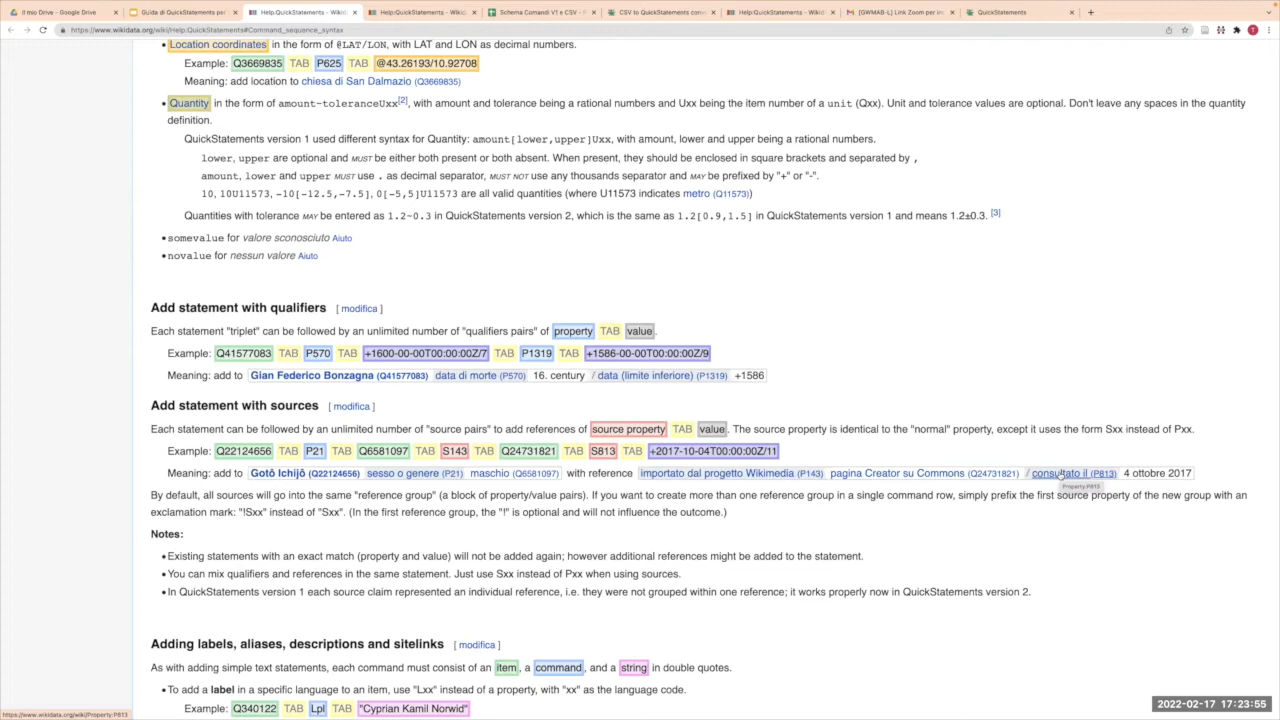 Il mio Drive - Google Drive
Guida di QuickStatements per
Help:QuickStatements - Wikid
Help:QuickStatements - Wikid
Schema Comandi V1 e CSV - F
CSV to QuickStatements con
Help:QuickStatements - Wikid
[GWMAB-L] Link Zoom per in
QuickStatements
https://www.wikidata.org/wiki/Help:QuickStatements#Command_sequence_syntax
Location coordinates in the form of @LAT/LON, with LAT and LON as decimal numbers.
Example: Q3669835 TAB P625 TAB @43.26193/10.92708
Meaning: add location to chiesa di San Dalmazio (Q3669835)
Quantity in the form of amount~toleranceUxx[2], with amount and tolerance being a rational numbers and Uxx being the item number of a unit (Qxx). Unit and tolerance values are optional. Don't leave any spaces in the quantity
definition.
QuickStatements version 1 used different syntax for Quantity: amount[lower,upper]Uxx, with amount, lower and upper being a rational numbers.
lower, upper are optional and MUST be either both present or both absent. When present, they should be enclosed in square brackets and separated by ,
amount, lower and upper MUST use . as decimal separator, MUST NOT use any thousands separator and MAY be prefixed by "+" or "-".
10, 10U11573, -10[-12.5,-7.5], 0[-5,5]U11573 are all valid quantities (where U11573 indicates metro (Q11573))
Quantities with tolerance MAY be entered as 1.2~0.3 in QuickStatements version 2, which is the same as 1.2[0.9,1.5] in QuickStatements version 1 and means 1.2±0.3. [3]
somevalue for valore sconosciuto Aiuto
novalue for nessun valore Aiuto
Add statement with qualifiers [ modifica ]
Each statement "triplet" can be followed by an unlimited number of "qualifiers pairs" of property TAB value.
Example: Q41577083 TAB P570 TAB +1600-00-00T00:00:00Z/7 TAB P1319 TAB +1586-00-00T00:00:00Z/9
Meaning: add to Gian Federico Bonzagna (Q41577083) data di morte (P570) 16. century / data (limite inferiore) (P1319) +1586
Add statement with sources [ modifica ]
Each statement can be followed by an unlimited number of "source pairs" to add references of source property TAB value. The source property is identical to the "normal" property, except it uses the form Sxx instead of Pxx.
Example: Q22124656 TAB P21 TAB Q6581097 TAB S143 TAB Q24731821 TAB S813 TAB +2017-10-04T00:00:00Z/11
Meaning: add to Gotō Ichijō (Q22124656) sesso o genere (P21) maschio (Q6581097) with reference importato dal progetto Wikimedia (P143) pagina Creator su Commons (Q24731821) / consultato il (P813) 4 ottobre 2017
Property:P813
By default, all sources will go into the same "reference group" (a block of property/value pairs). If you want to create more than one reference group in a single command row, simply prefix the first source property of the new group with an
exclamation mark: "!Sxx" instead of "Sxx". (In the first reference group, the "!" is optional and will not influence the outcome.)
Notes:
Existing statements with an exact match (property and value) will not be added again; however additional references might be added to the statement.
You can mix qualifiers and references in the same statement. Just use Sxx instead of Pxx when using sources.
In QuickStatements version 1 each source claim represented an individual reference, i.e. they were not grouped within one reference; it works properly now in QuickStatements version 2.
Adding labels, aliases, descriptions and sitelinks [ modifica ]
As with adding simple text statements, each command must consist of an item, a command, and a string in double quotes.
To add a label in a specific language to an item, use "Lxx" instead of a property, with "xx" as the language code.
Example: Q340122 TAB Lpl TAB "Cyprian Kamil Norwid"
2022-02-17 17:23:55
https://www.wikidata.org/wiki/Property:P813